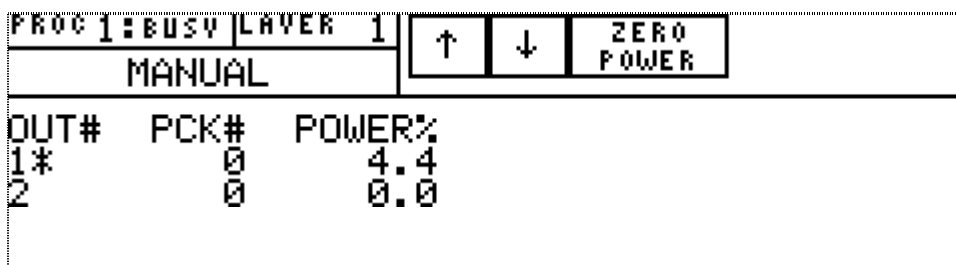 PROC 1:BUSY LAYER 1
MANUAL
↑ ↓ ZERO
POWER
OUT# PCK# POWER%
1* 0 4.4
2 0 0.0